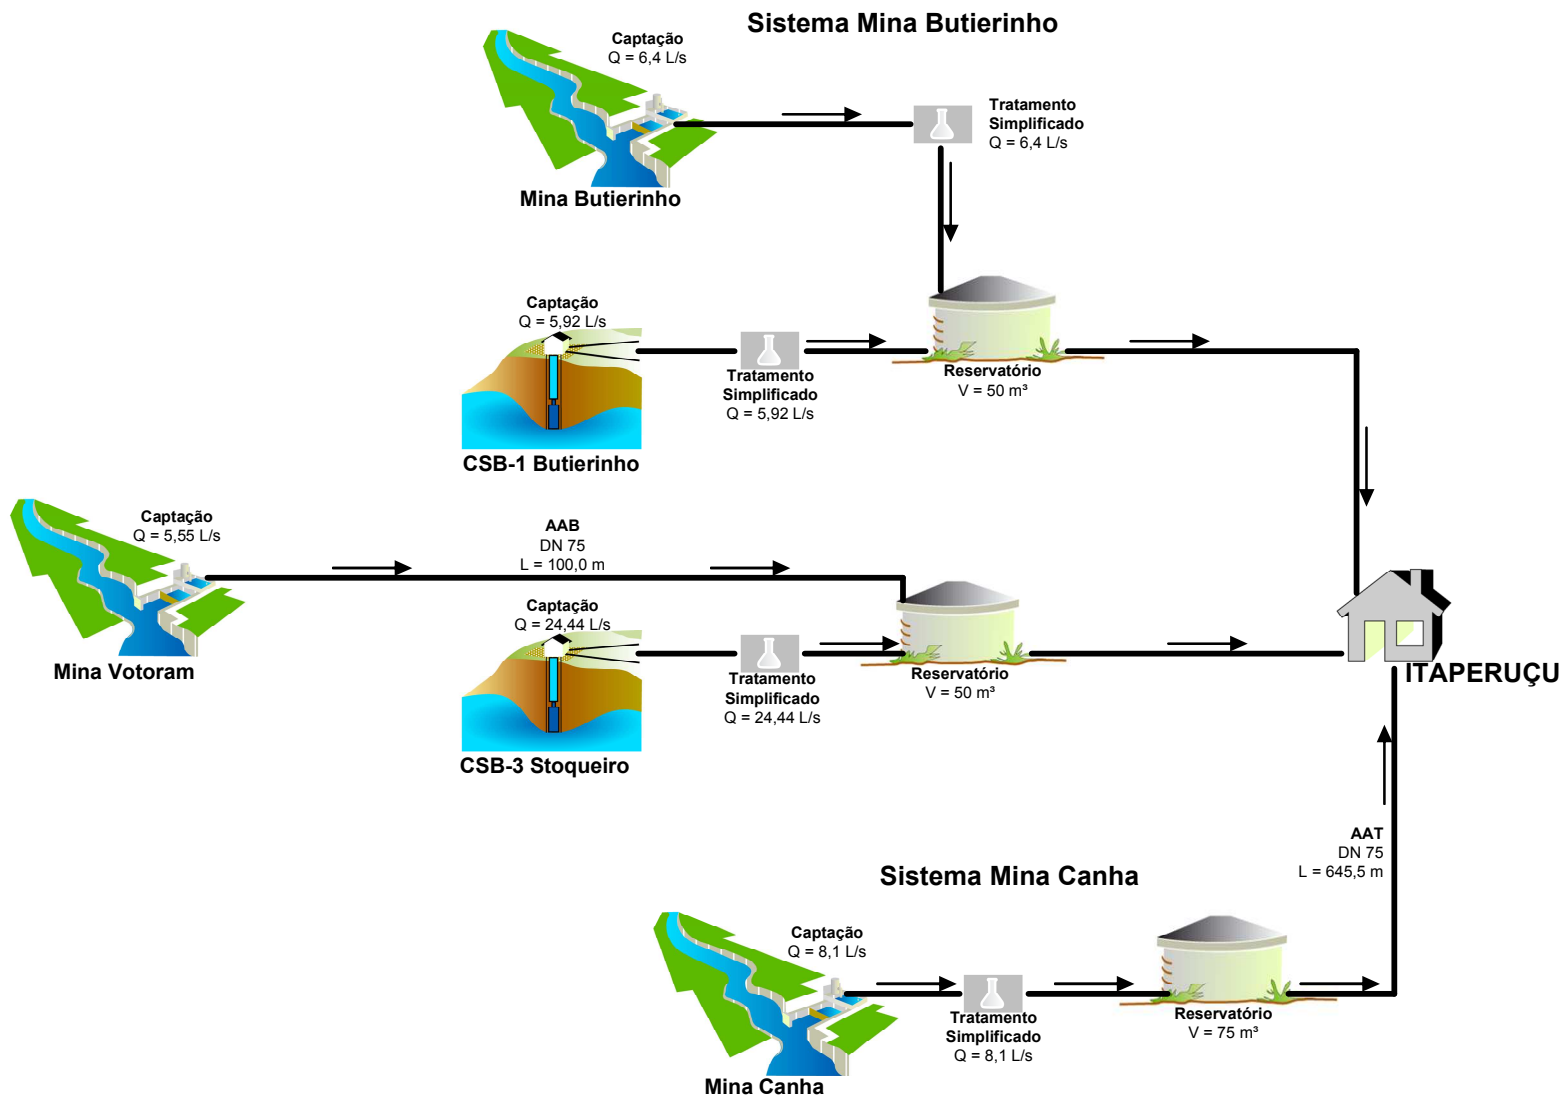 Sistema Mina Butierinho
Captação
Q = 6,4 L/s
Tratamento
Simplificado
Q = 6,4 L/s
Mina Butierinho
Captação
Q = 5,92 L/s
Tratamento
Simplificado
Q = 5,92 L/s
Reservatório
V = 50 m³
CSB-1 Butierinho
Captação
Q = 5,55 L/s
AAB
DN 75
L = 100,0 m
Mina Votoram
Captação
Q = 24,44 L/s
Tratamento
Simplificado
Q = 24,44 L/s
Reservatório
V = 50 m³
ITAPERUÇU
CSB-3 Stoqueiro
AAT
DN 75
L = 645,5 m
Sistema Mina Canha
Captação
Q = 8,1 L/s
Tratamento
Simplificado
Q = 8,1 L/s
Reservatório
V = 75 m³
Mina Canha